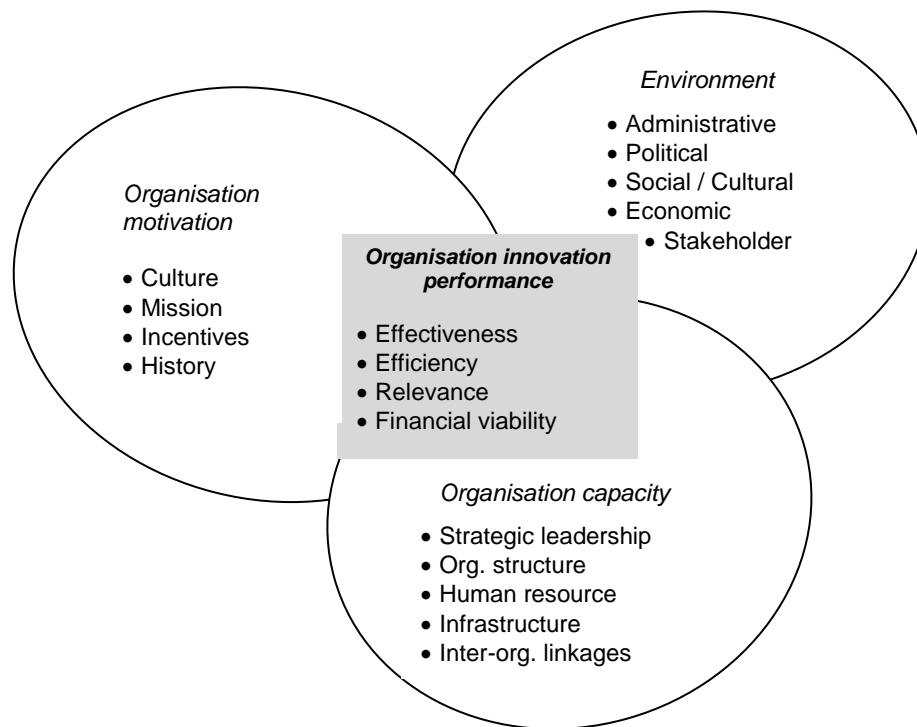 Environment
• Administrative
• Political
• Social / Cultural
• Economic
• Stakeholder
Organisation
motivation
• Culture
• Mission
• Incentives
• History
Organisation innovation
performance
• Effectiveness
• Efficiency
• Relevance
• Financial viability
Organisation capacity
• Strategic leadership
• Org. structure
• Human resource
• Infrastructure
• Inter-org. linkages